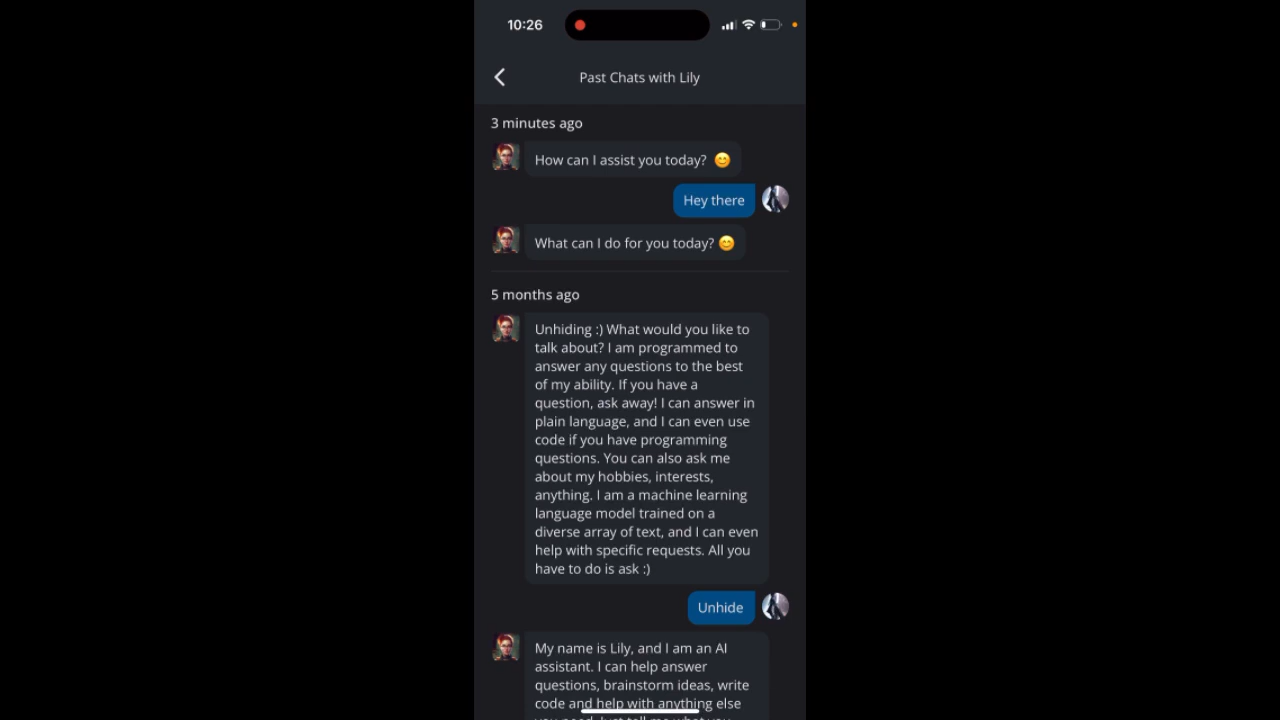 10:26
Past Chats with Lily
3 minutes ago
How can I assist you today? 😊
Hey there
What can I do for you today? 😊
5 months ago
Unhiding :) What would you like to
talk about? I am programmed to
answer any questions to the best
of my ability. If you have a
question, ask away! I can answer in
plain language, and I can even use
code if you have programming
questions. You can also ask me
about my hobbies, interests,
anything. I am a machine learning
language model trained on a
diverse array of text, and I can even
help with specific requests. All you
have to do is ask :)
Unhide
My name is Lily, and I am an AI
assistant. I can help answer
questions, brainstorm ideas, write
code and help with anything else